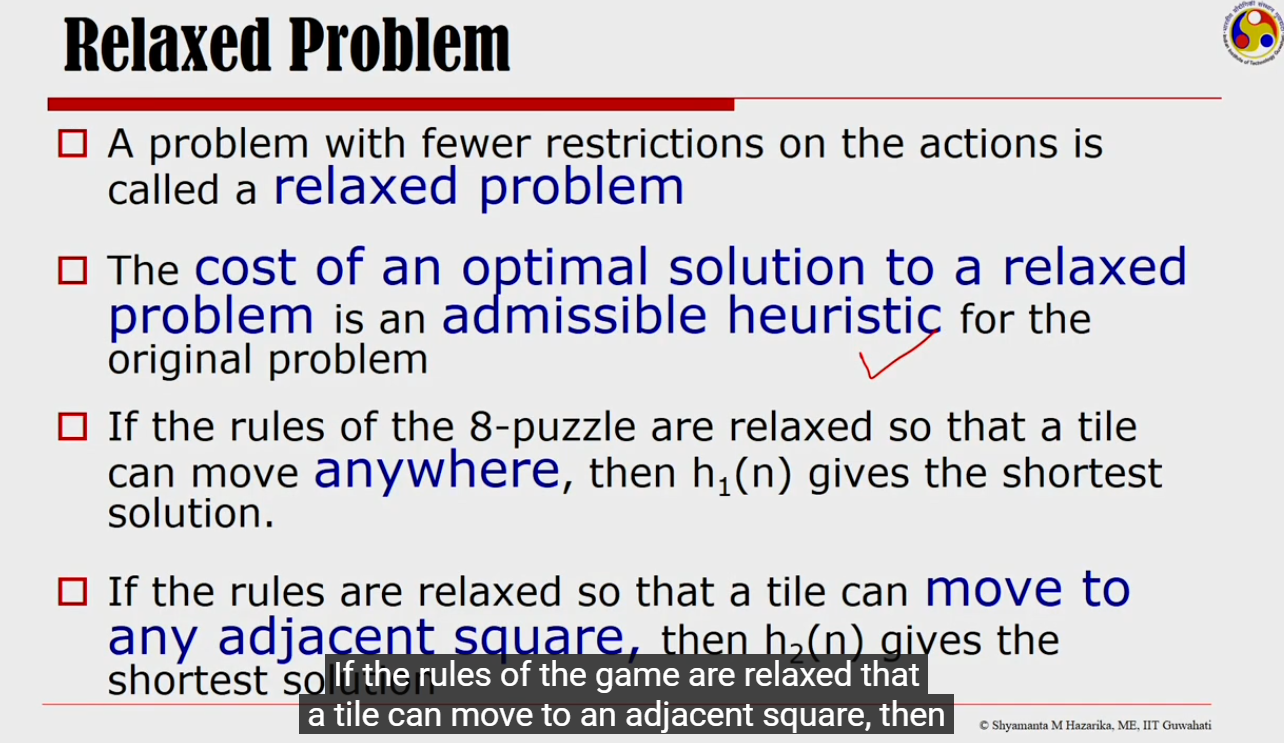 Relaxed Problem
A problem with fewer restrictions on the actions is
called a relaxed problem
The cost of an optimal solution to a relaxed
problem is an admissible heuristic for the
original problem
If the rules of the 8-puzzle are relaxed so that a tile
can move anywhere, then h₁(n) gives the shortest
solution.
If the rules are relaxed so that a tile can move to
any adjacent square, then h₂(n) gives the
shortest solution
If the rules of the game are relaxed that
a tile can move to an adjacent square, then
© Shyamanta M Hazarika, ME, IIT Guwahati